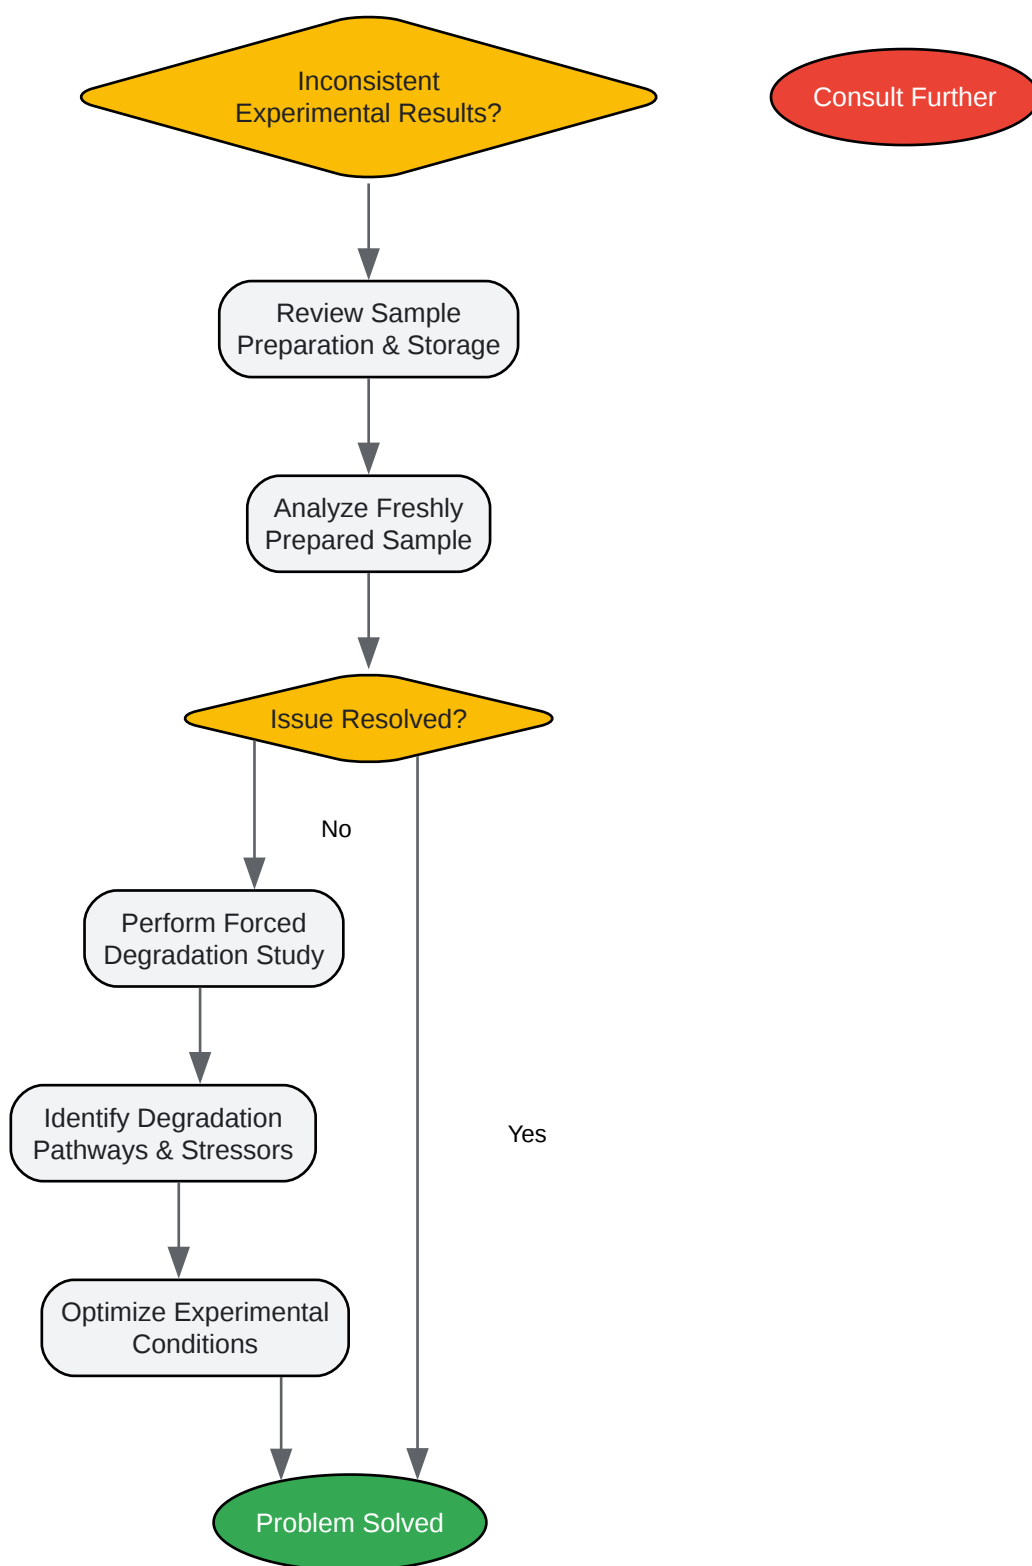 Inconsistent
Experimental Results?
Consult Further
Review Sample
Preparation & Storage
Analyze Freshly
Prepared Sample
Issue Resolved?
No
Perform Forced
Degradation Study
Identify Degradation
Pathways & Stressors
Yes
Optimize Experimental
Conditions
Problem Solved